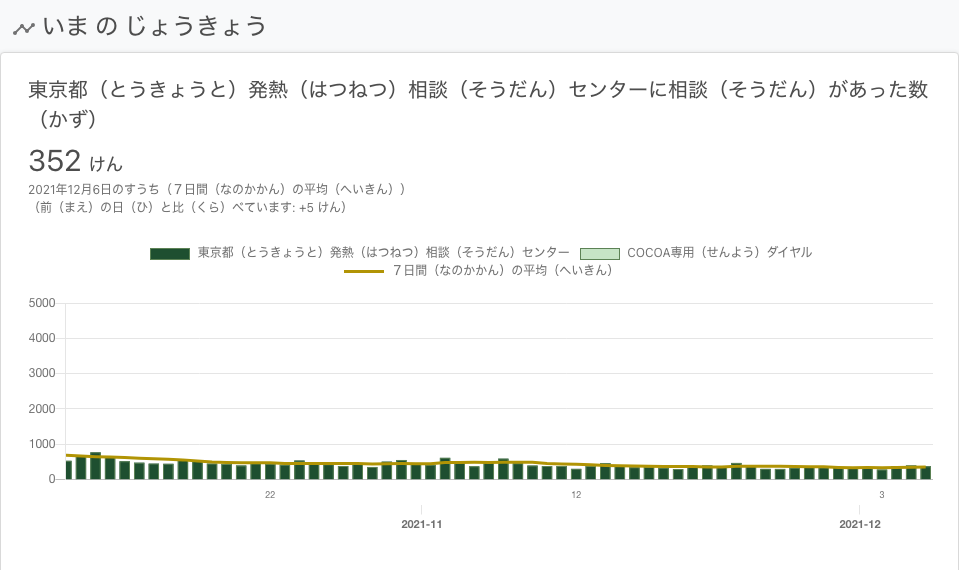 いま の じょうきょう
東京都（とうきょうと）発熱（はつねつ）相談（そうだん）センターに相談（そうだん）があった数
（かず）
352 けん
2021年12月6日のすうち（７日間（なのかかん）の平均（へいきん））
（前（まえ）の日（ひ）と比（くら）べています: +5 けん）
東京都（とうきょうと）発熱（はつねつ）相談（そうだん）センター COCOA専用（せんよう）ダイヤル
７日間（なのかかん）の平均（へいきん）
5000
4000
3000
2000
1000
0
22 12 3
2021-11 2021-12